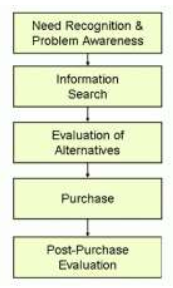 Need Recognition &
Problem Awareness
Information
Search
Evaluation of
Alternatives
Purchase
Post-Purchase
Evaluation